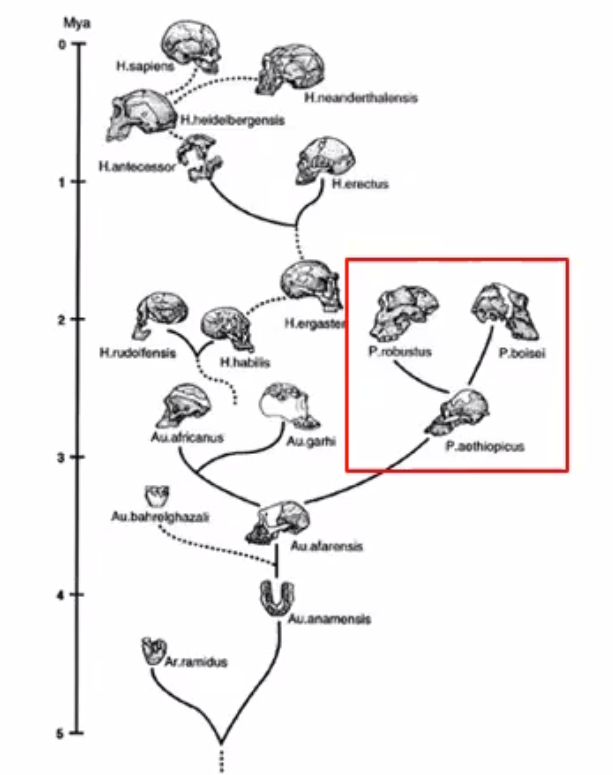 Mya
0
H.sapiens
H.neanderthalensis
H.heidelbergensis
H.antecessor
1
H.erectus
2
H.ergaster
P.robustus
P.boisei
H.rudolfensis
H.habilis
Au.africanus
Au.garhi
P.aethiopicus
3
Au.bahrelghazali
Au.afarensis
4
Au.anamensis
Ar.ramidus
5